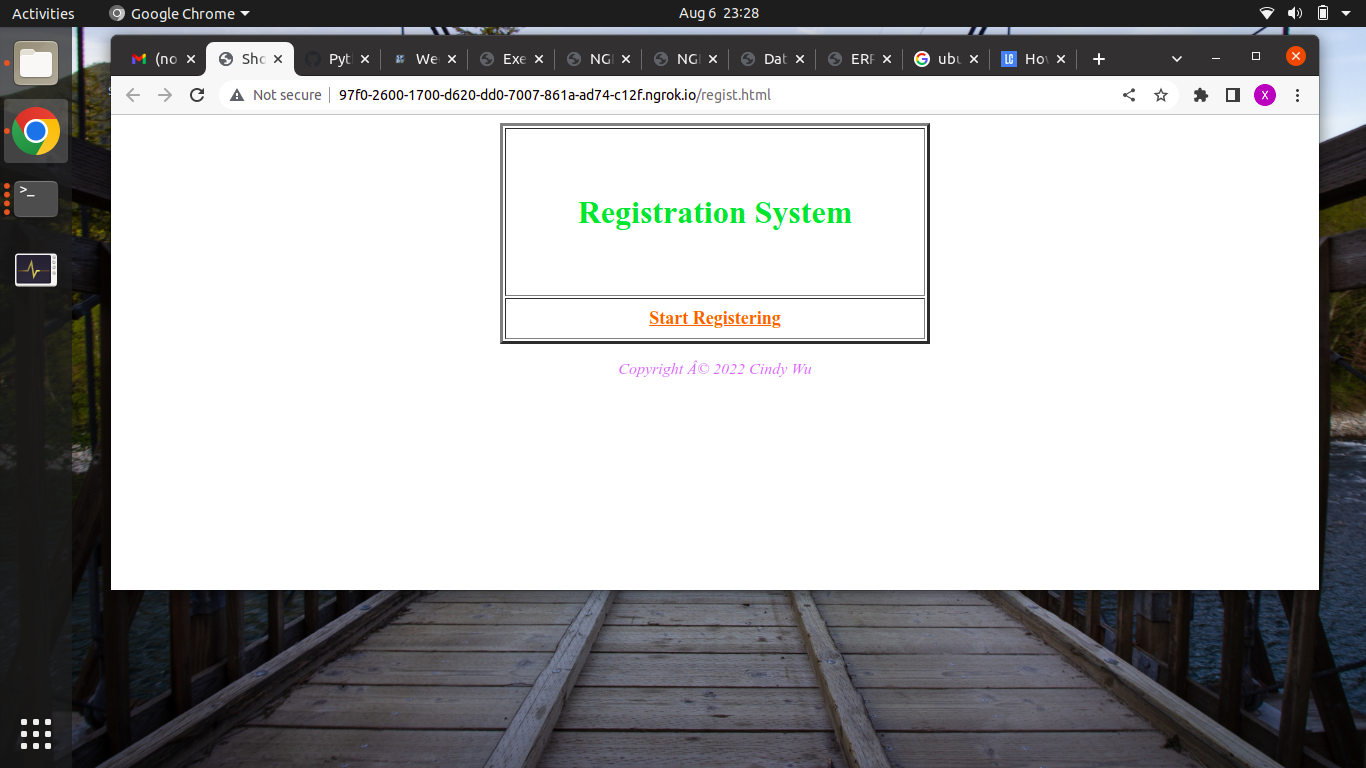 Activities Google Chrome Aug 6 23:28
(no Sho Pyt We Exe NGI NGI Dat ERF ubu Hov
Not secure 97f0-2600-1700-d620-dd0-7007-861a-ad74-c12f.ngrok.io/regist.html X
>_
Registration System
Start Registering
Copyright Â© 2022 Cindy Wu